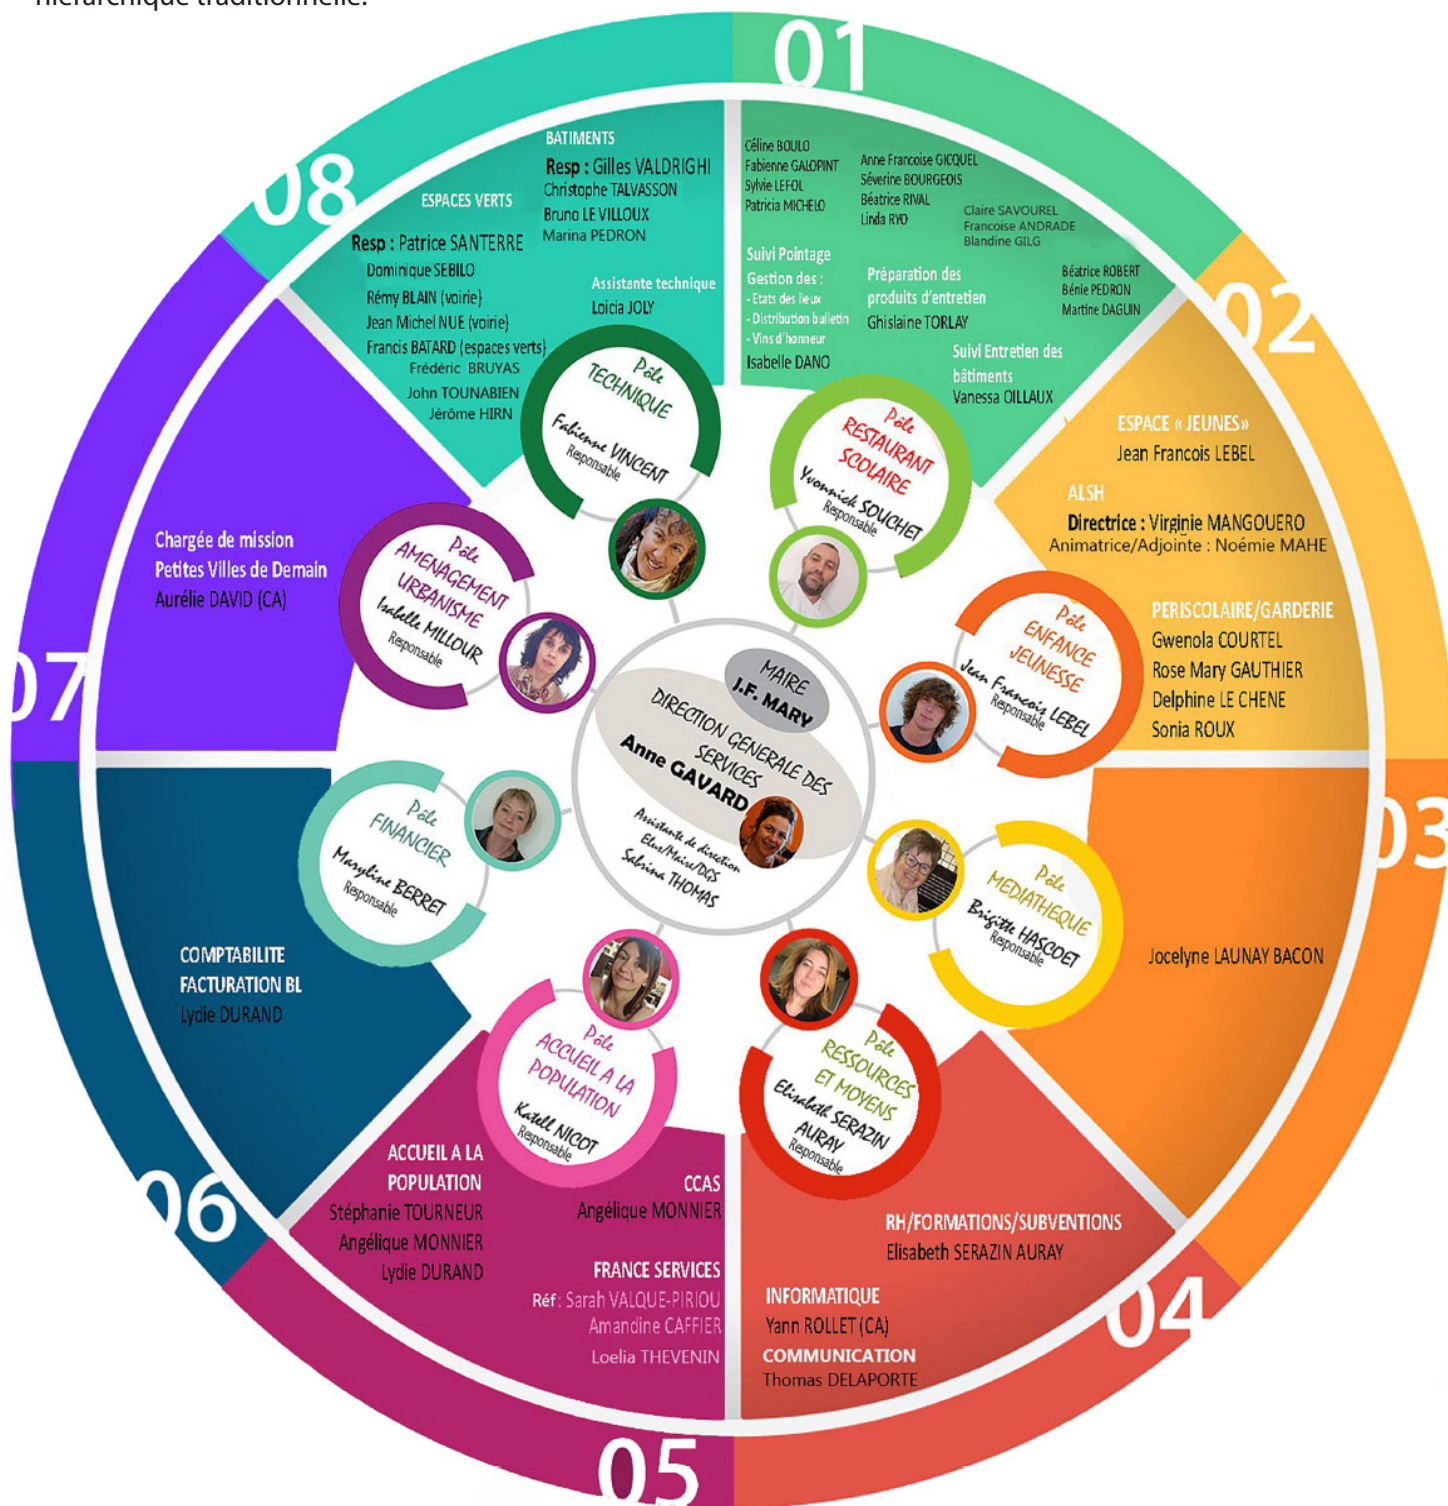 hiérarchique traditionnelle.
01
Céline BOULO
Fabienne GALOPINT
Sylvie LEFOL
Patricia MICHELO
Anne Francoise GICQUEL
Séverine BOURGEOIS
Béatrice RIVAL
Linda RYO
Claire SAVOUREL
Francoise ANDRADE
Blandine GILG
Béatrice ROBERT
Bénie PEDRON
Martine DAGUIN
Suivi Pointage
Gestion des :
- Etats des lieux
- Distribution bulletin
- Vins d'honneur
Isabelle DANO
Préparation des
produits d'entretien
Ghislaine TORLAY
Suivi Entretien des
bâtiments
Vanessa OILLAUX
Pôle
RESTAURANT
SCOLAIRE
Yvonnick SOUCHET
Responsable
02
ESPACE « JEUNES»
Jean Francois LEBEL
ALSH
Directrice : Virginie MANGOUERO
Animatrice/Adjointe : Noémie MAHE
PERISCOLAIRE/GARDERIE
Gwenola COURTEL
Rose Mary GAUTHIER
Delphine LE CHENE
Sonia ROUX
Pôle
ENFANCE
JEUNESSE
Jean Francois LEBEL
Responsable
03
Jocelyne LAUNAY BACON
Pôle
MEDIATHEQUE
Brigitte HASCOET
Responsable
04
RH/FORMATIONS/SUBVENTIONS
Elisabeth SERAZIN AURAY
INFORMATIQUE
Yann ROLLET (CA)
COMMUNICATION
Thomas DELAPORTE
Pôle
RESSOURCES
ET MOYENS
Elisabeth SERAZIN
AURAY
Responsable
05
ACCUEIL A LA
POPULATION
Stéphanie TOURNEUR
Angélique MONNIER
Lydie DURAND
CCAS
Angélique MONNIER
FRANCE SERVICES
Réf : Sarah VALQUE-PIRIOU
Amandine CAFFIER
Loelia THEVENIN
Pôle
ACCUEIL A LA
POPULATION
Katell NICOT
Responsable
06
COMPTABILITE
FACTURATION BL
Lydie DURAND
Pôle
FINANCIER
Maryline BERRET
Responsable
07
Chargée de mission
Petites Villes de Demain
Aurélie DAVID (CA)
Pôle
AMENAGEMENT
URBANISME
Isabelle MILLOUR
Responsable
08
BATIMENTS
Resp : Gilles VALDRIGHI
Christophe TALVASSON
Bruno LE VILLOUX
Marina PEDRON
ESPACES VERTS
Resp : Patrice SANTERRE
Dominique SEBILO
Rémy BLAIN (voirie)
Jean Michel NUE (voirie)
Francis BATARD (espaces verts)
Frédéric BRUYAS
John TOUNABIEN
Jérôme HIRN
Assistante technique
Loicia JOLY
Pôle
TECHNIQUE
Fabienne VINCENT
Responsable
MAIRE
J.F. MARY
DIRECTION GENERALE DES
SERVICES
Anne GAVARD
Assistante de direction
Elus/Maire/DGS
Sabrina THOMAS